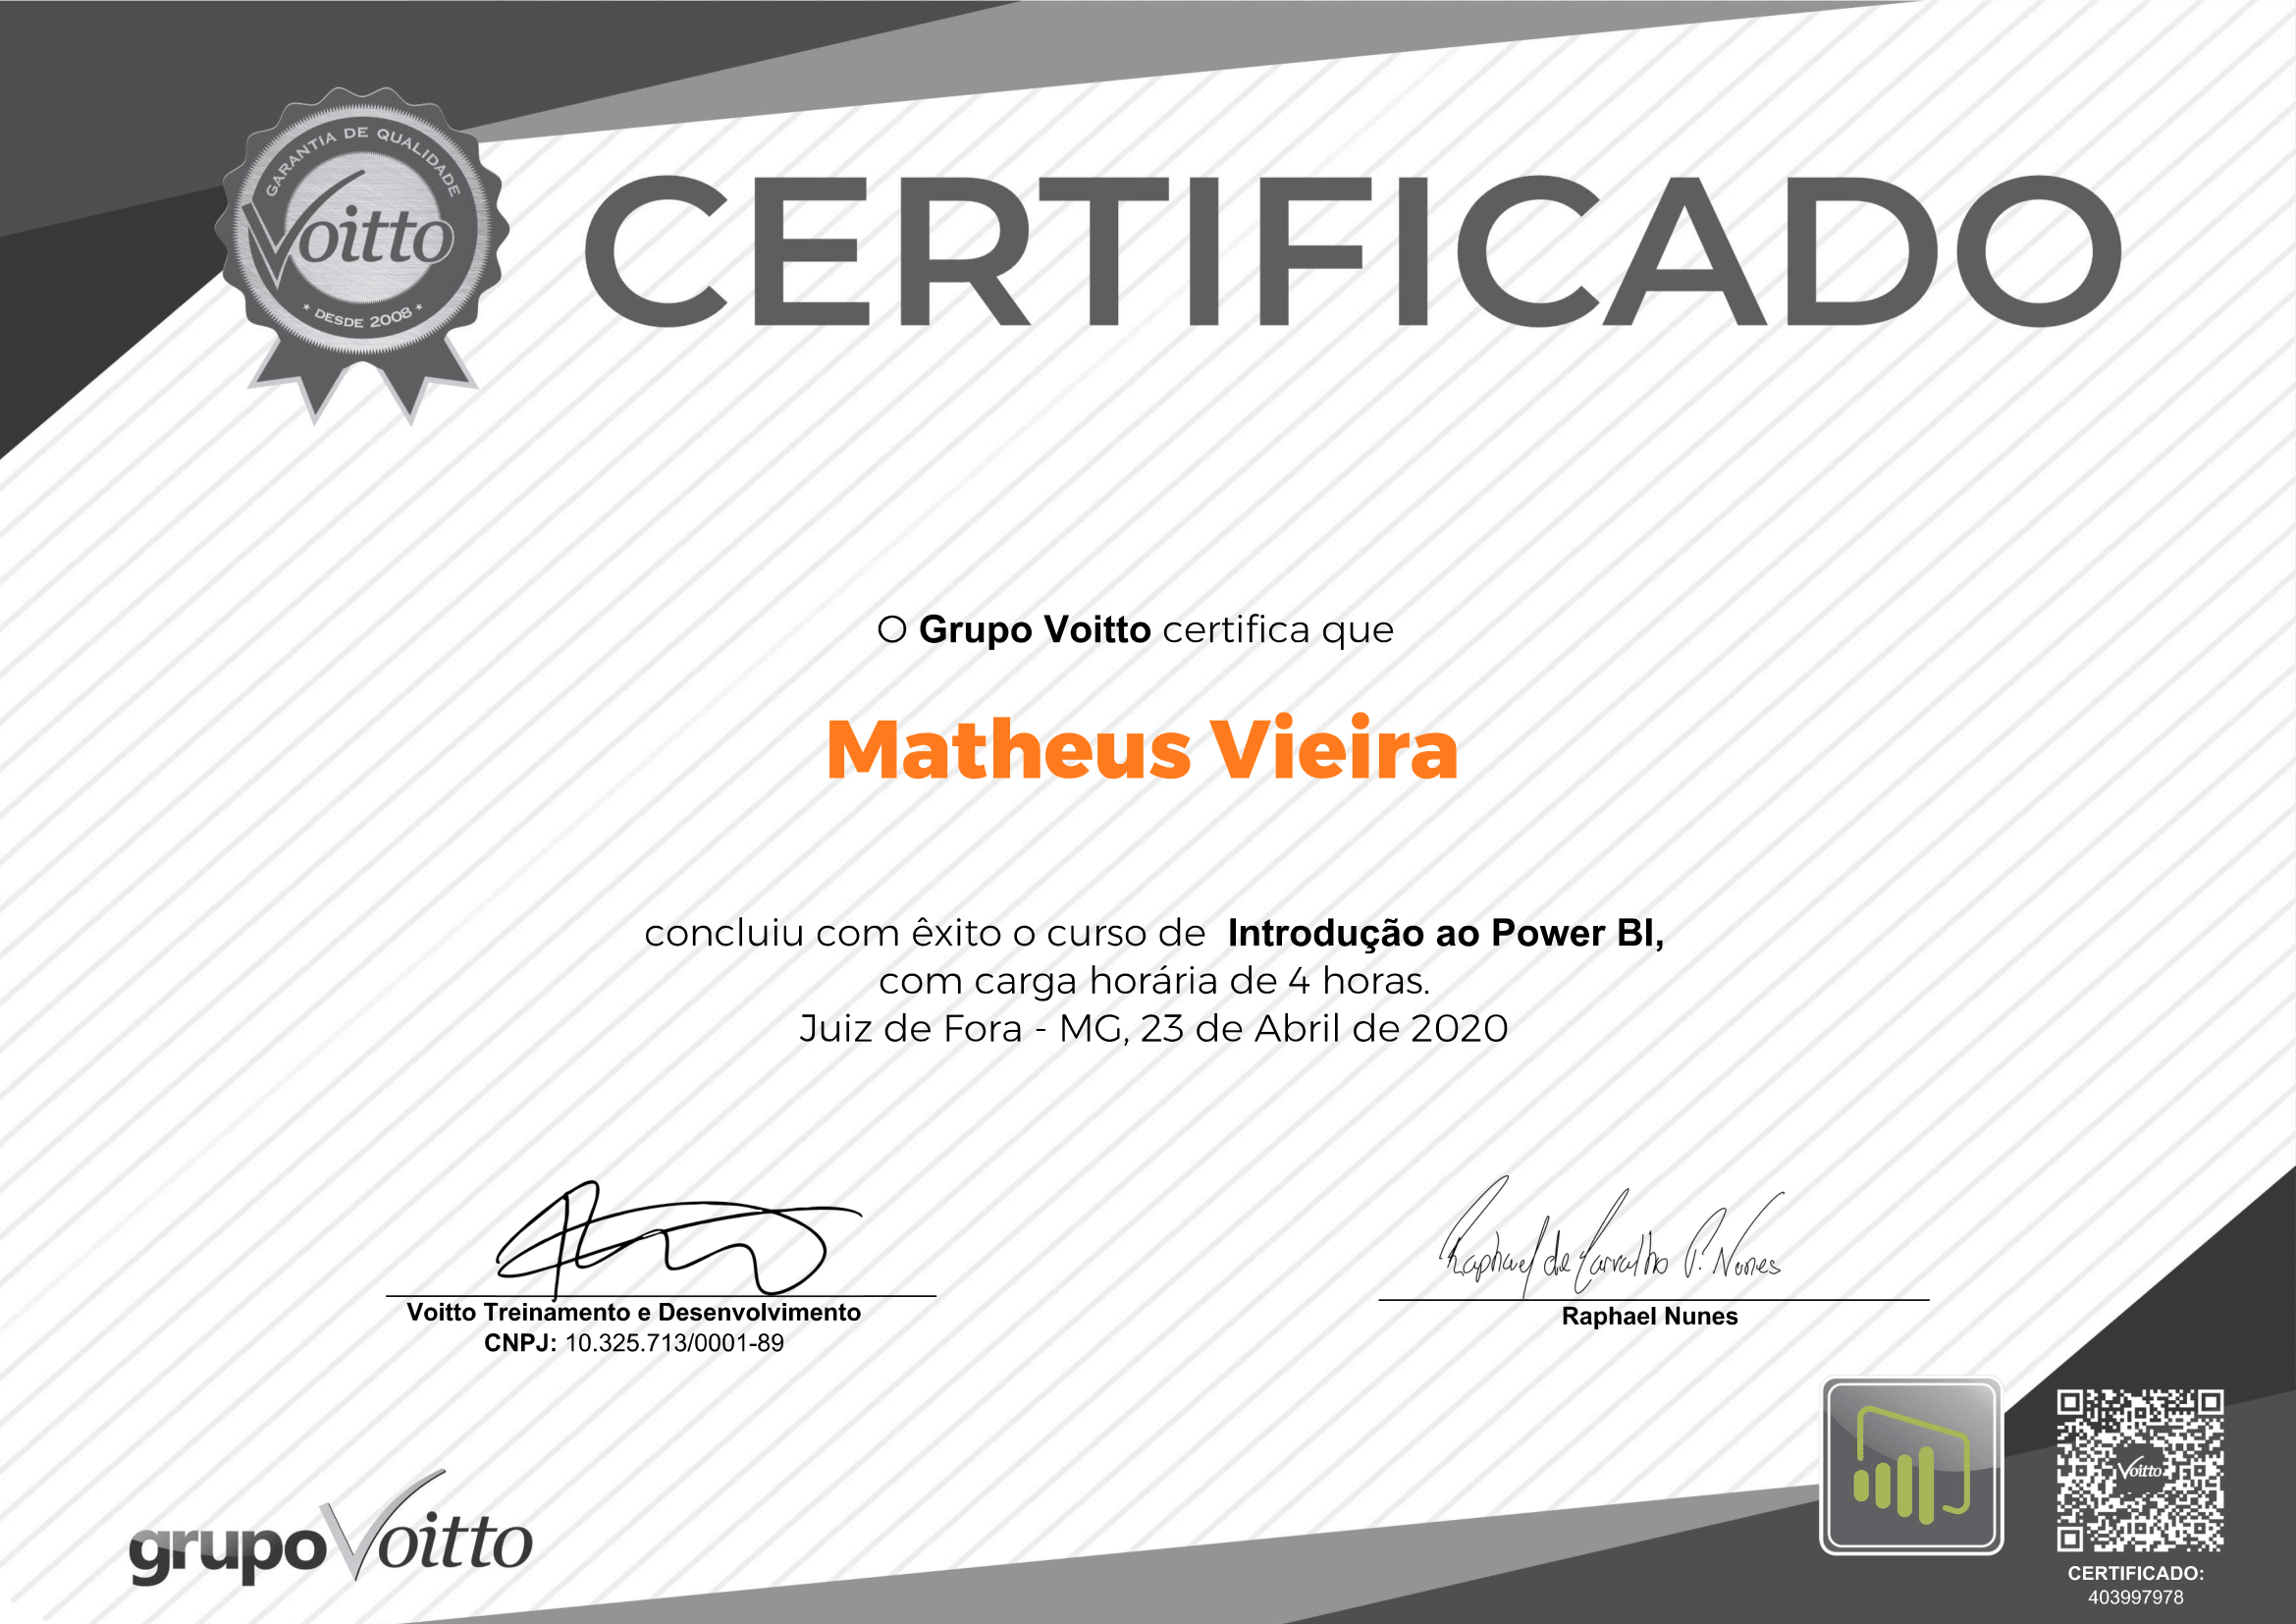 GARANTIA DE QUALIDADE
Voitto
* DESDE 2008 *
CERTIFICADO
O Grupo Voitto certifica que
Matheus Vieira
concluiu com êxito o curso de Introdução ao Power BI,
com carga horária de 4 horas.
Juiz de Fora - MG, 23 de Abril de 2020
Raphael de Carvalho P. Nunes
Voitto Treinamento e Desenvolvimento
CNPJ: 10.325.713/0001-89
Raphael Nunes
grupo Voitto
Voitto
CERTIFICADO:
403997978